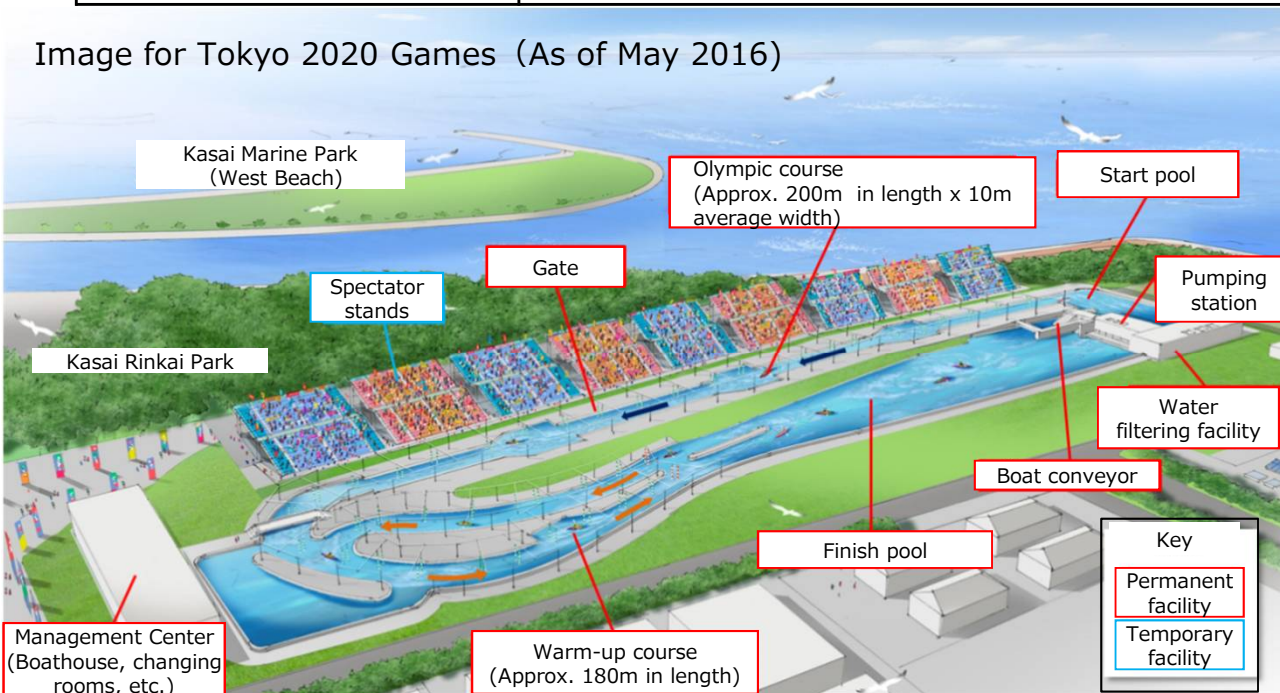 Image for Tokyo 2020 Games (As of May 2016)
Kasai Marine Park
(West Beach)
Olympic course
(Approx. 200m in length x 10m
average width)
Start pool
Gate
Spectator
stands
Pumping
station
Kasai Rinkai Park
Water
filtering facility
Boat conveyor
Finish pool
Key
Permanent
facility
Temporary
facility
Management Center
(Boathouse, changing
rooms, etc.)
Warm-up course
(Approx. 180m in length)